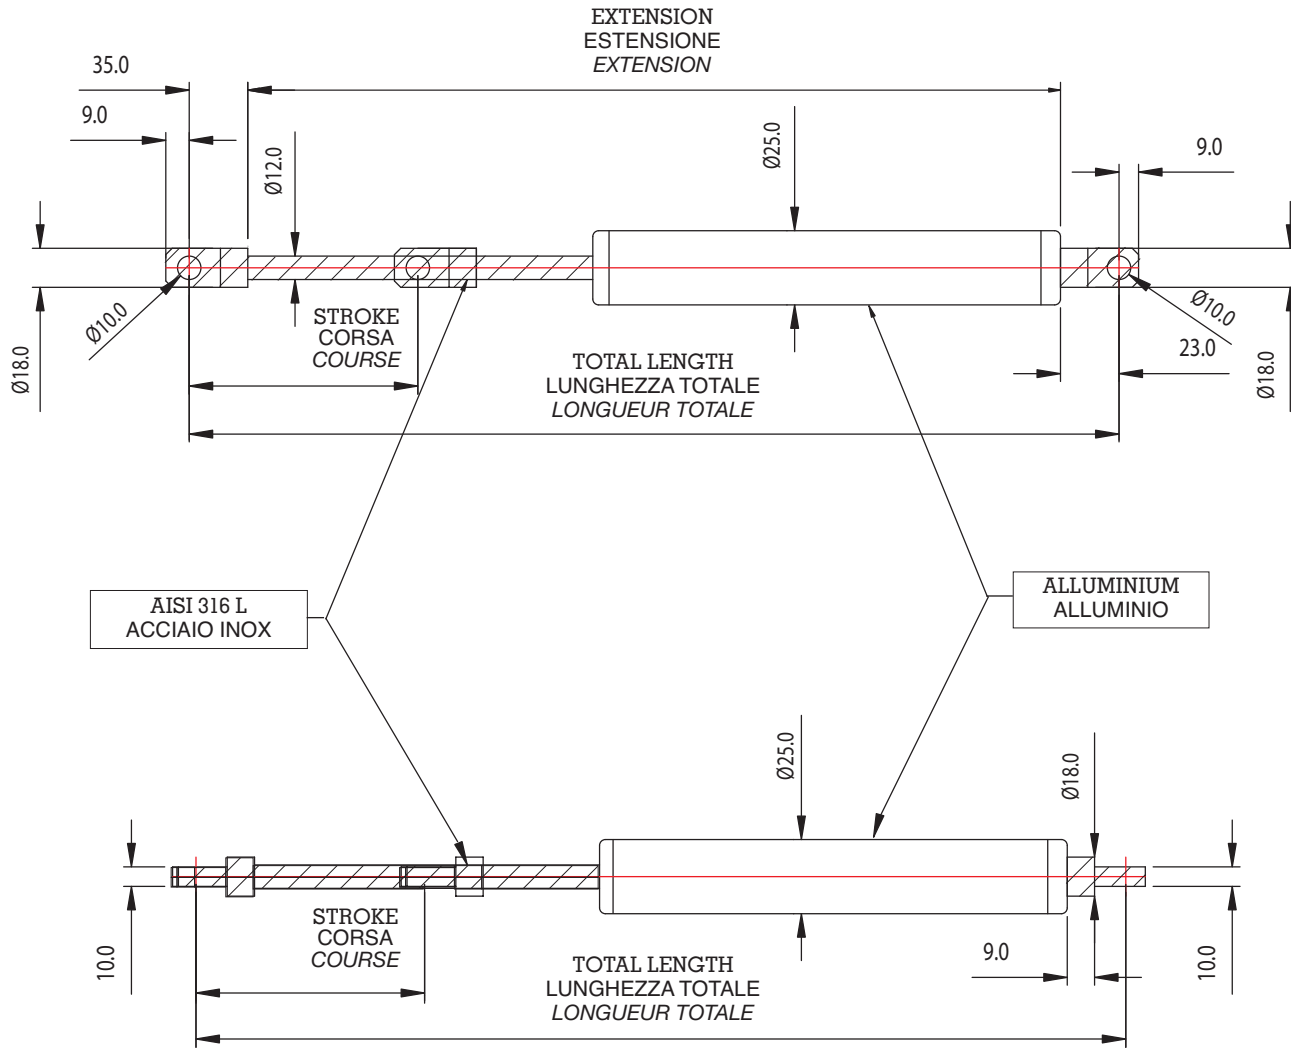 EXTENSION
ESTENSIONE
EXTENSION
35.0
9.0
Ø12.0
Ø25.0
9.0
Ø18.0
Ø10.0
STROKE
CORSA
COURSE
TOTAL LENGTH
LUNGHEZZA TOTALE
LONGUEUR TOTALE
Ø10.0
23.0
Ø18.0
AISI 316 L
ACCIAIO INOX
ALLUMINIUM
ALLUMINIO
Ø25.0
Ø18.0
10.0
STROKE
CORSA
COURSE
TOTAL LENGTH
LUNGHEZZA TOTALE
LONGUEUR TOTALE
9.0
10.0